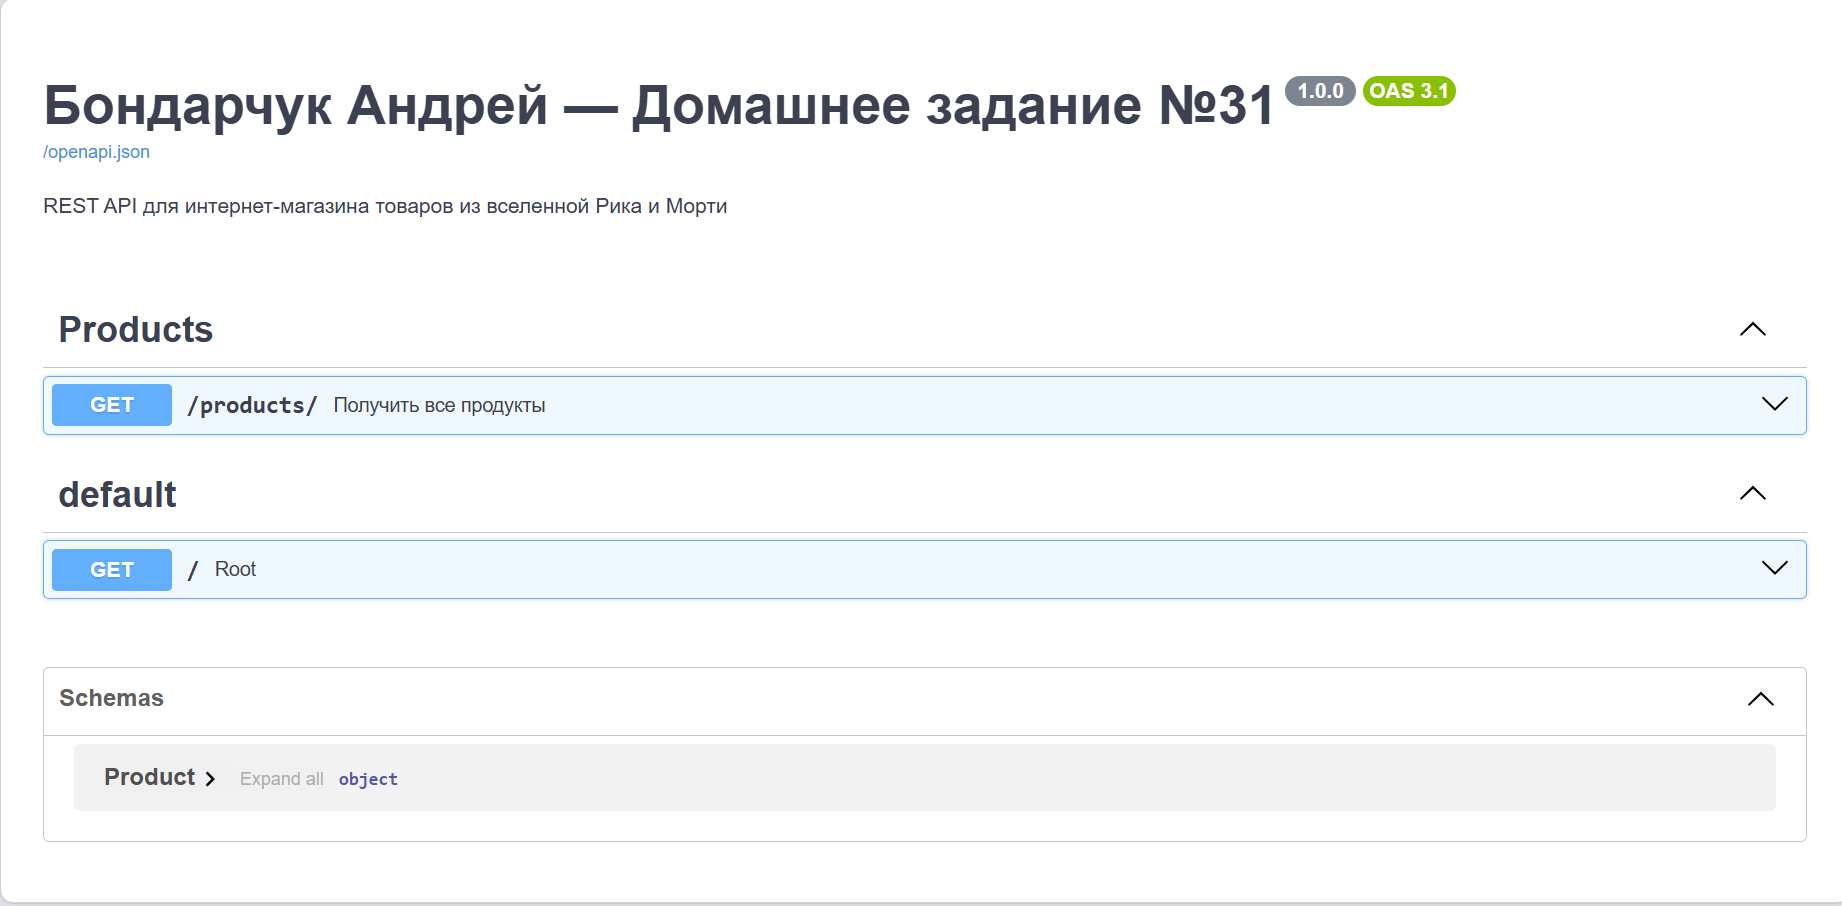 Бондарчук Андрей — Домашнее задание №31 1.0.0 OAS 3.1
/openapi.json
REST API для интернет-магазина товаров из вселенной Рика и Морти
Products
GET /products/ Получить все продукты
default
GET / Root
Schemas
Product Expand all object